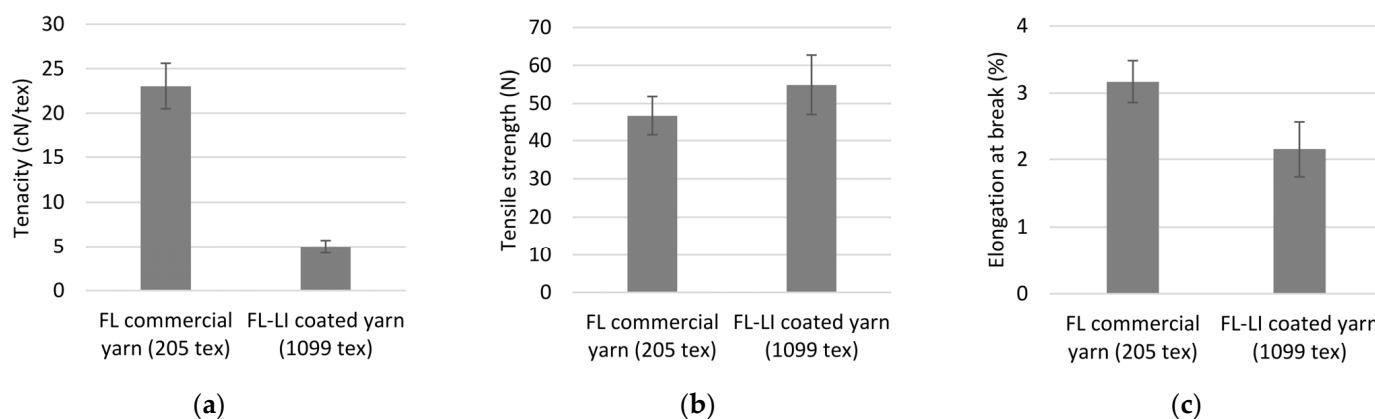 Tenacity (cN/tex)
30
25
20
15
10
5
0
FL commercial
yarn (205 tex)
FL-LI coated yarn
(1099 tex)
(a)
Tensile strength (N)
70
60
50
40
30
20
10
0
FL commercial
yarn (205 tex)
FL-LI coated yarn
(1099 tex)
(b)
Elongation at break (%)
4
3
2
1
0
FL commercial
yarn (205 tex)
FL-LI coated yarn
(1099 tex)
(c)